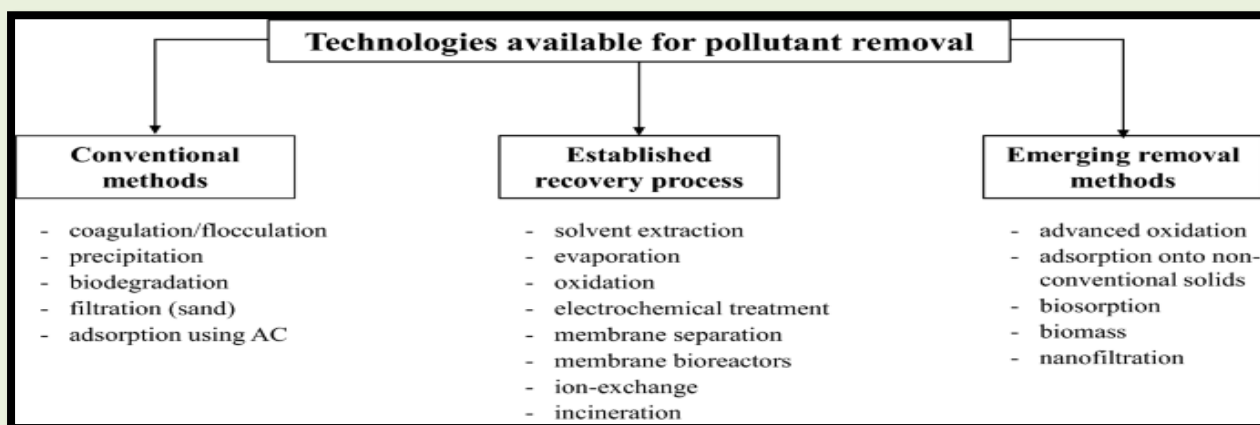 Technologies available for pollutant removal
Conventional
methods
- coagulation/flocculation
- precipitation
- biodegradation
- filtration (sand)
- adsorption using AC
Established
recovery process
- solvent extraction
- evaporation
- oxidation
- electrochemical treatment
- membrane separation
- membrane bioreactors
- ion-exchange
- incineration
Emerging removal
methods
- advanced oxidation
- adsorption onto non-
conventional solids
- biosorption
- biomass
- nanofiltration